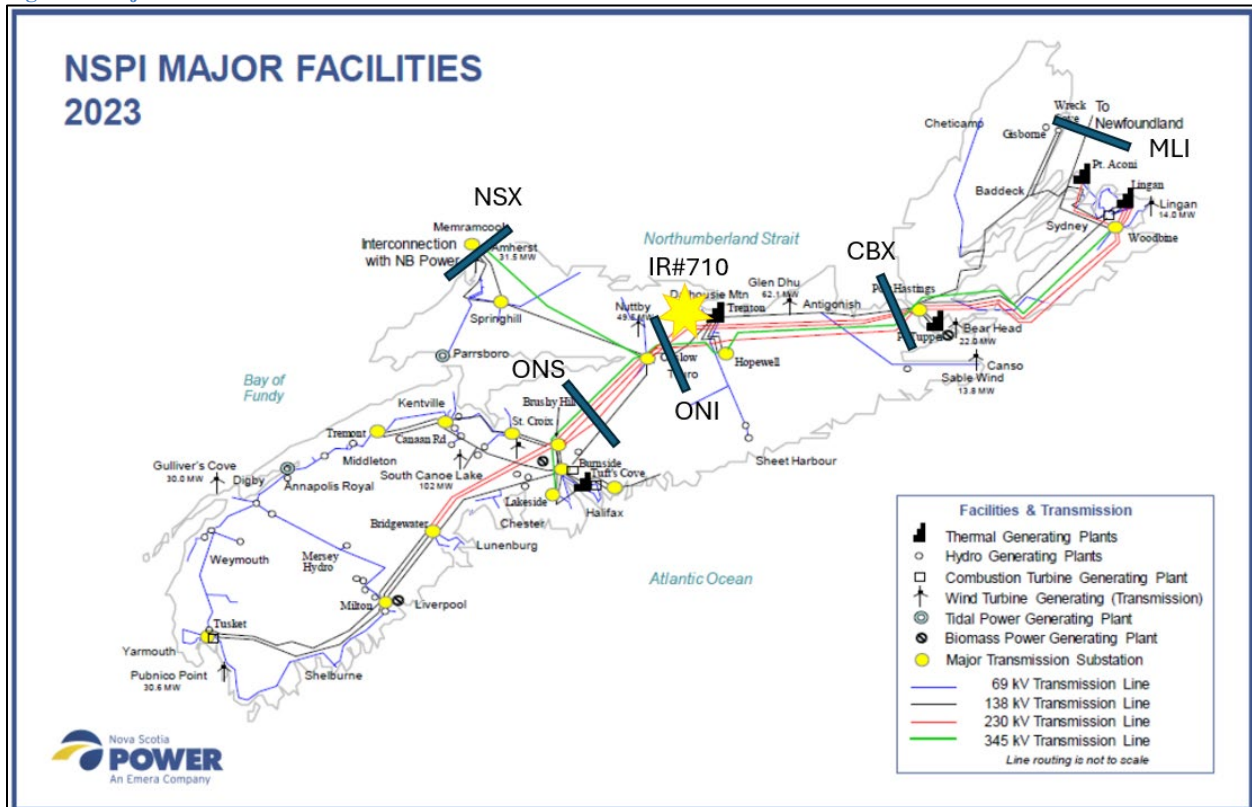 NSPI MAJOR FACILITIES
2023
Wreck
Cove
To
Newfoundland
Cheticamp
Gisborne
MLI
Pt. Aconi
Lingan
Baddeck
Lingan
14.0 MW
Sydney
Woodbine
NSX
Memramcook
Interconnection
with NB Power
Amherst
31.5 MW
Northumberland Strait
IR#710
CBX
Glen Dhu
62.1 MW
Trenton
Antigonish
Port Hastings
Nuttby
Springhill
Bear Head
22.0 MW
Parrsboro
Hopewell
Canso
Sable Wind
13.8 MW
ONS
ONI
Bay of
Fundy
Kentville
Brushy Hill
St. Croix
Tremont
Canaan Rd
Sheet Harbour
Middleton
Burnside
Tuft's Cove
South Canoe Lake
102 MW
Gulliver's Cove
30.0 MW
Digby
Annapolis Royal
Lakeside
Halifax
Chester
Bridgewater
Lunenburg
Weymouth
Mersey
Hydro
Atlantic Ocean
Milton
Liverpool
Tusket
Yarmouth
Shelburne
Pubnico Point
30.6 MW
Facilities & Transmission
Thermal Generating Plants
Hydro Generating Plants
Combustion Turbine Generating Plant
Wind Turbine Generating (Transmission)
Tidal Power Generating Plant
Biomass Power Generating Plant
Major Transmission Substation
69 kV Transmission Line
138 kV Transmission Line
230 kV Transmission Line
345 kV Transmission Line
Line routing is not to scale
Nova Scotia
POWER
An Emera Company